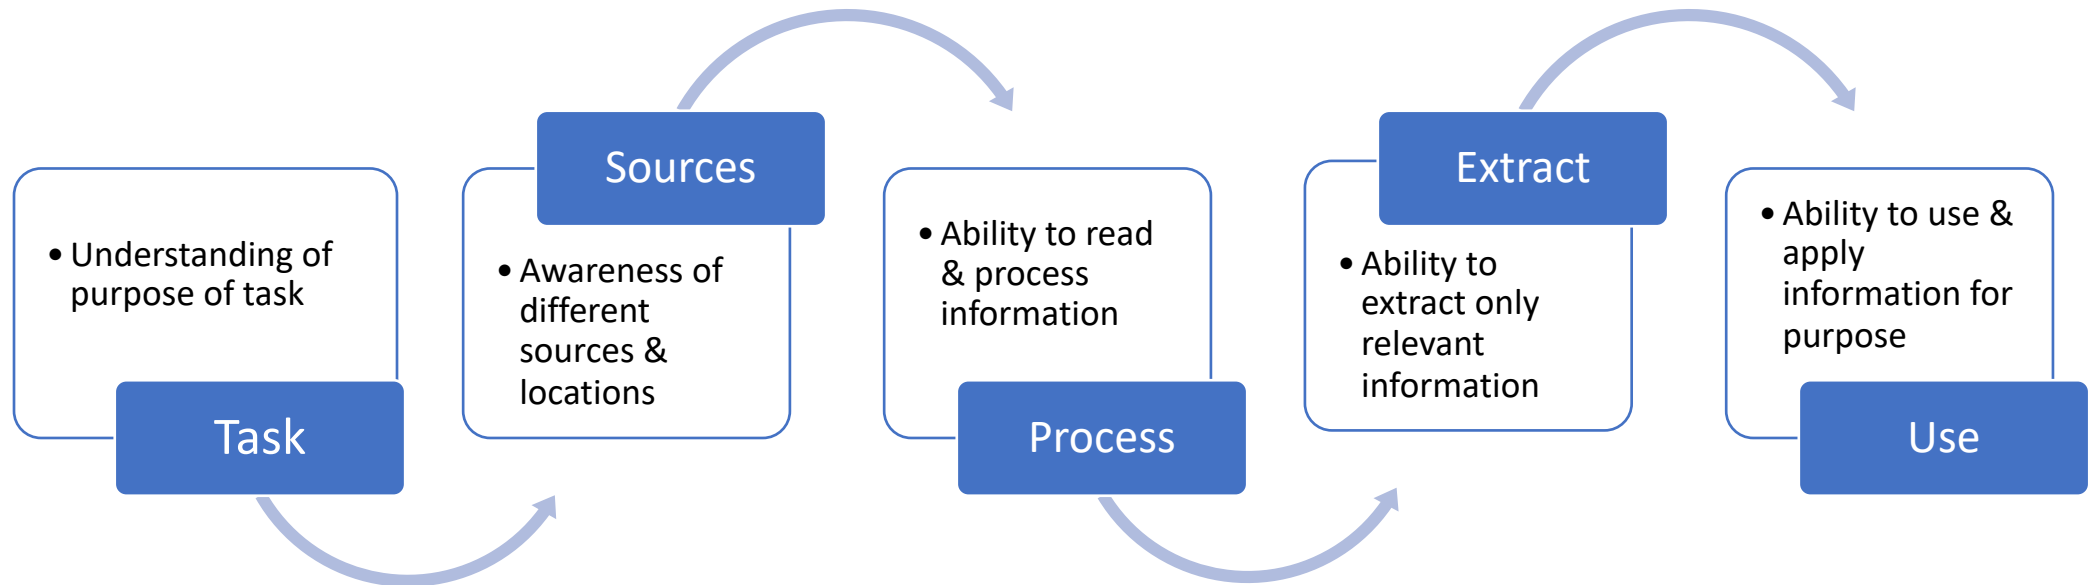 • Understanding of
purpose of task
Task
Sources
• Awareness of
different
sources &
locations
• Ability to read
& process
information
Process
Extract
• Ability to
extract only
relevant
information
• Ability to use &
apply
information for
purpose
Use